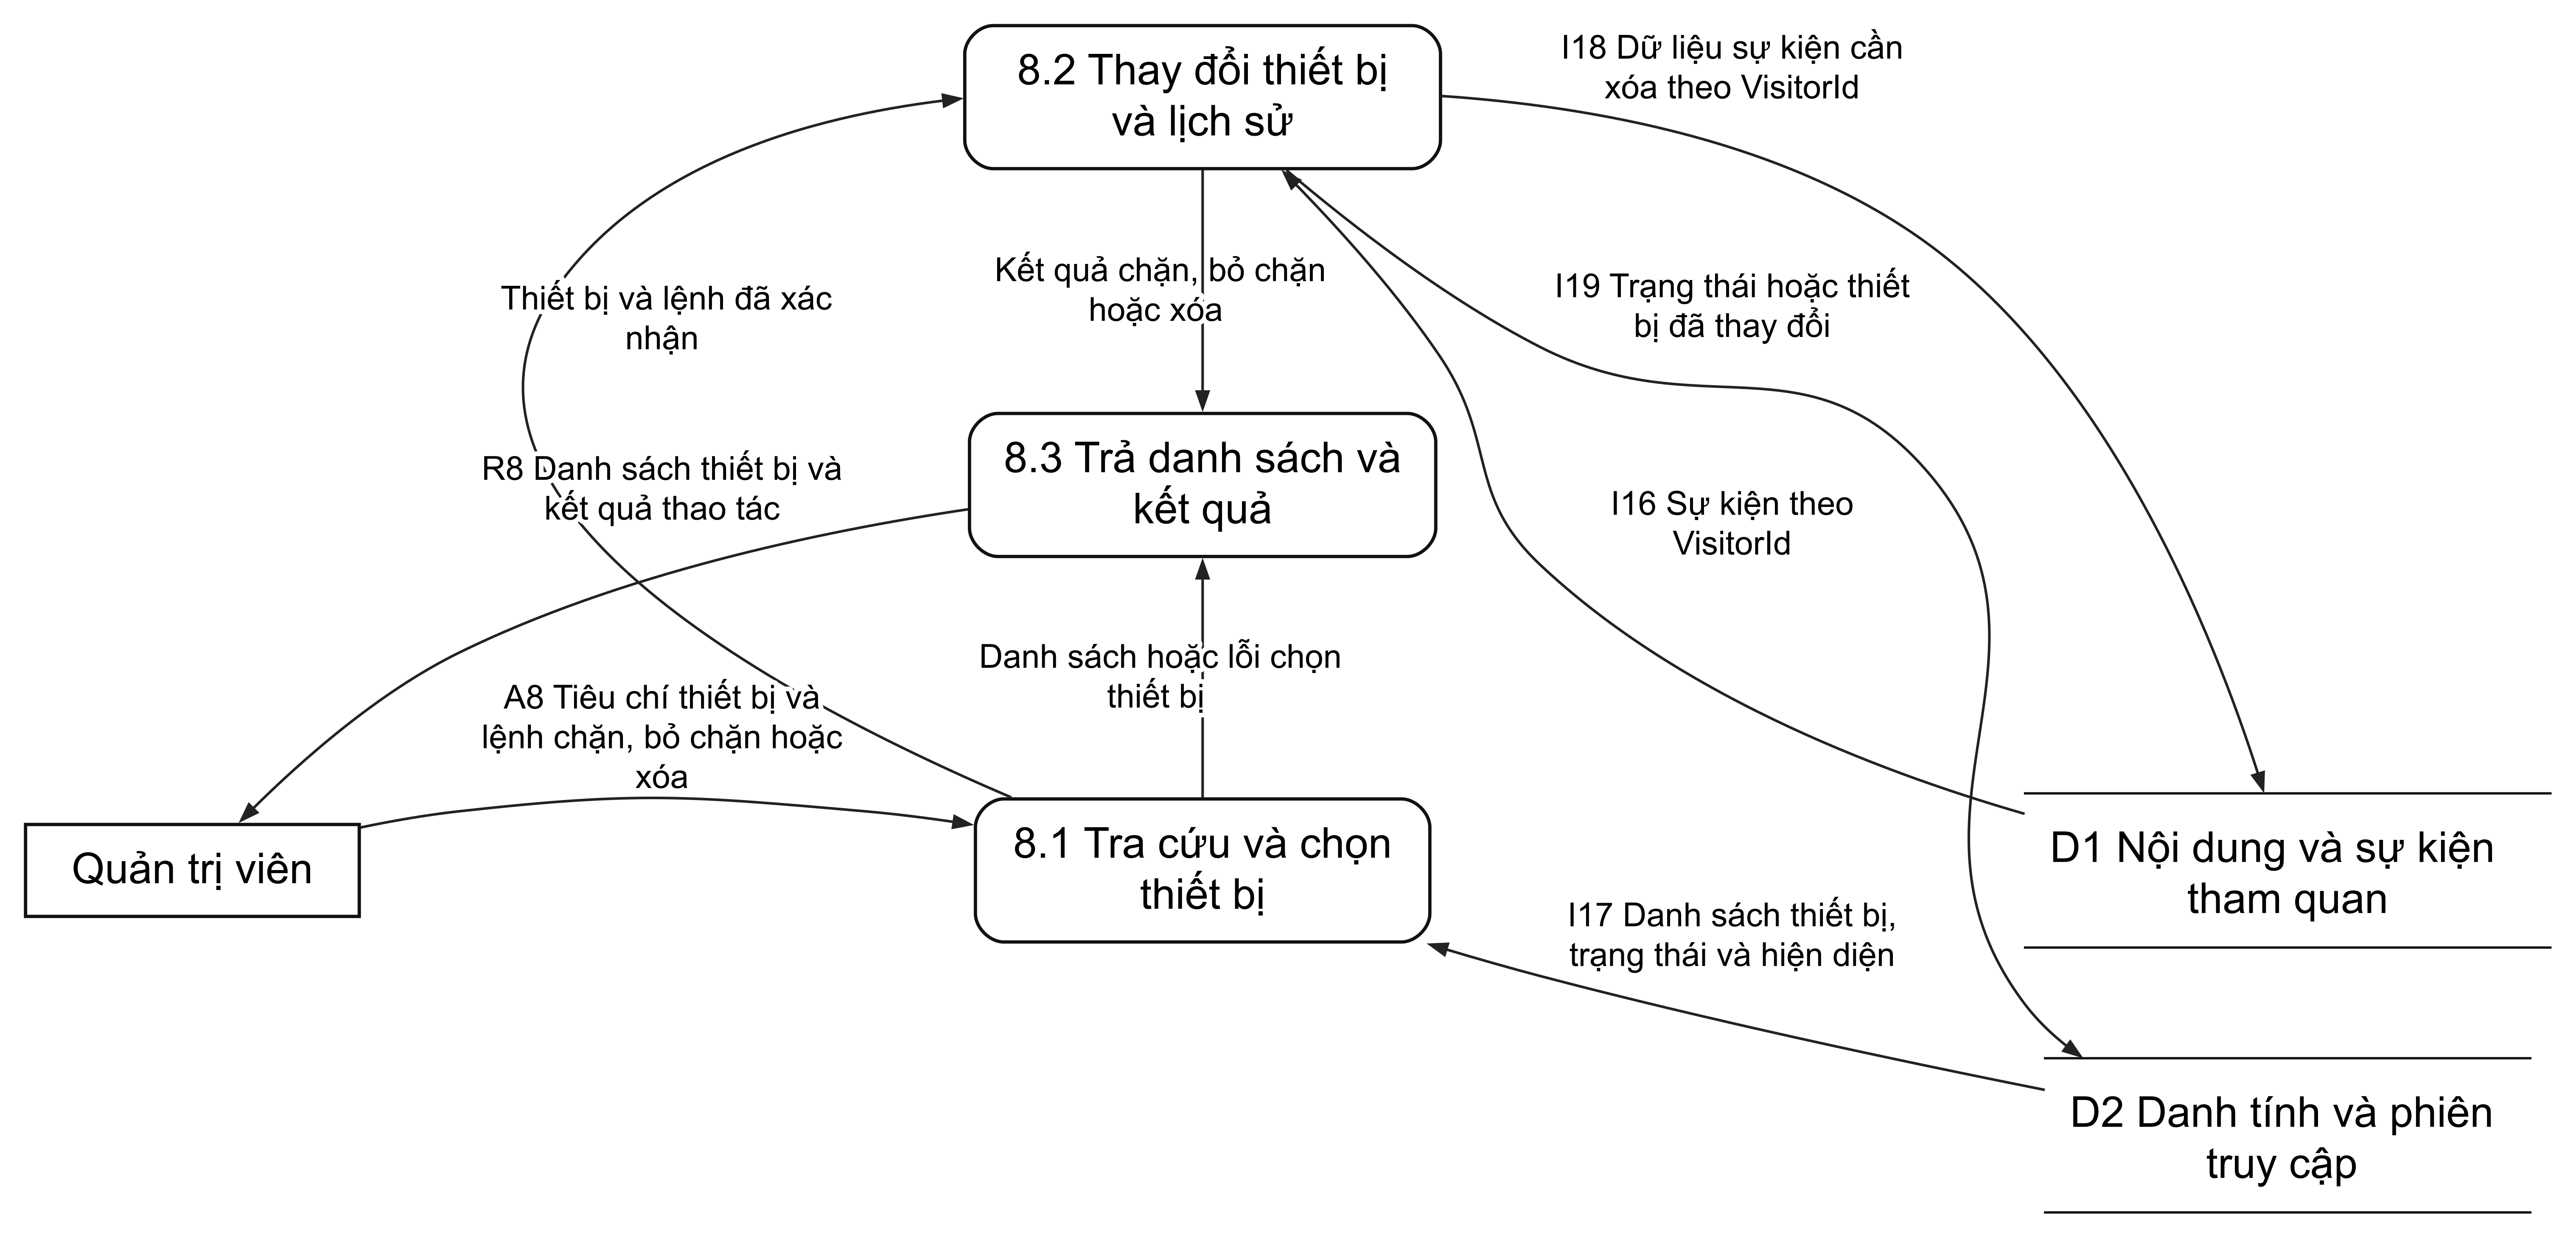 8.2 Thay đổi thiết bị
và lịch sử
I18 Dữ liệu sự kiện cần
xóa theo VisitorId
Thiết bị và lệnh đã xác
nhận
Kết quả chặn, bỏ chặn
hoặc xóa
I19 Trạng thái hoặc thiết
bị đã thay đổi
R8 Danh sách thiết bị và
kết quả thao tác
8.3 Trả danh sách và
kết quả
I16 Sự kiện theo
VisitorId
Danh sách hoặc lỗi chọn
thiết bị
A8 Tiêu chí thiết bị và
lệnh chặn, bỏ chặn hoặc
xóa
Quản trị viên
8.1 Tra cứu và chọn
thiết bị
D1 Nội dung và sự kiện
tham quan
I17 Danh sách thiết bị,
trạng thái và hiện diện
D2 Danh tính và phiên
truy cập